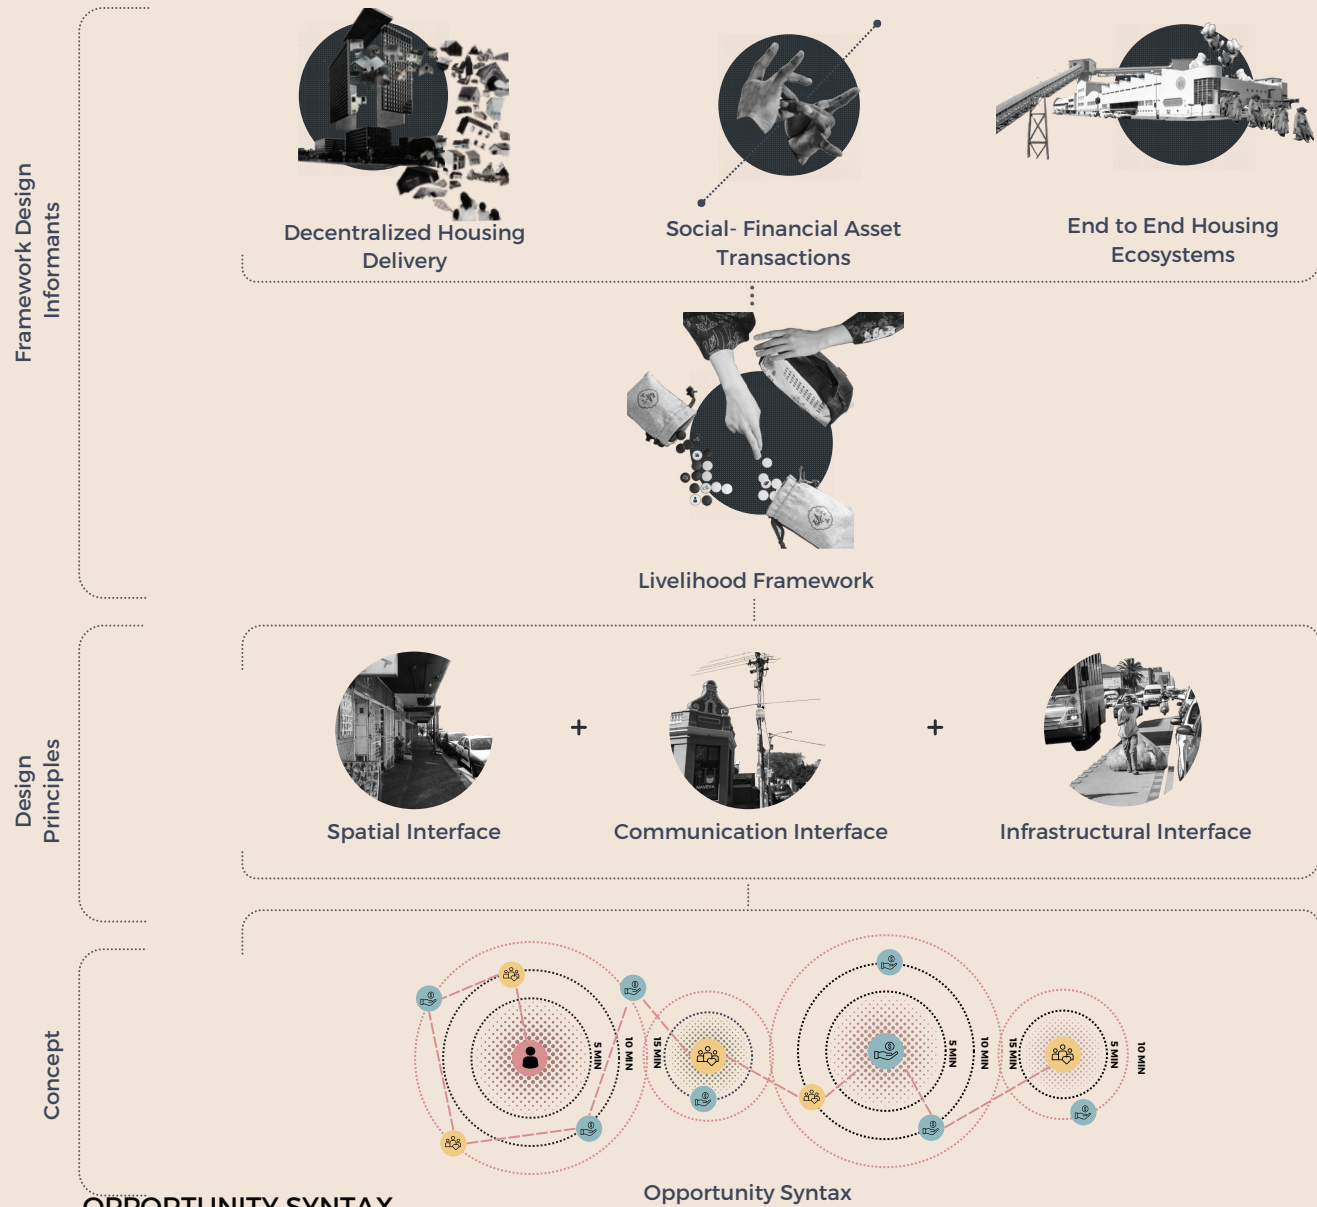 Framework Design
Informants
Decentralized Housing
Delivery
Social- Financial Asset
Transactions
End to End Housing
Ecosystems
Livelihood Framework
Design
Principles
Spatial Interface
+
Communication Interface
+
Infrastructural Interface
Concept
5 MIN
10 MIN
15 MIN
5 MIN
10 MIN
15 MIN
5 MIN
10 MIN
Opportunity Syntax
OPPORTUNITY SYNTAX